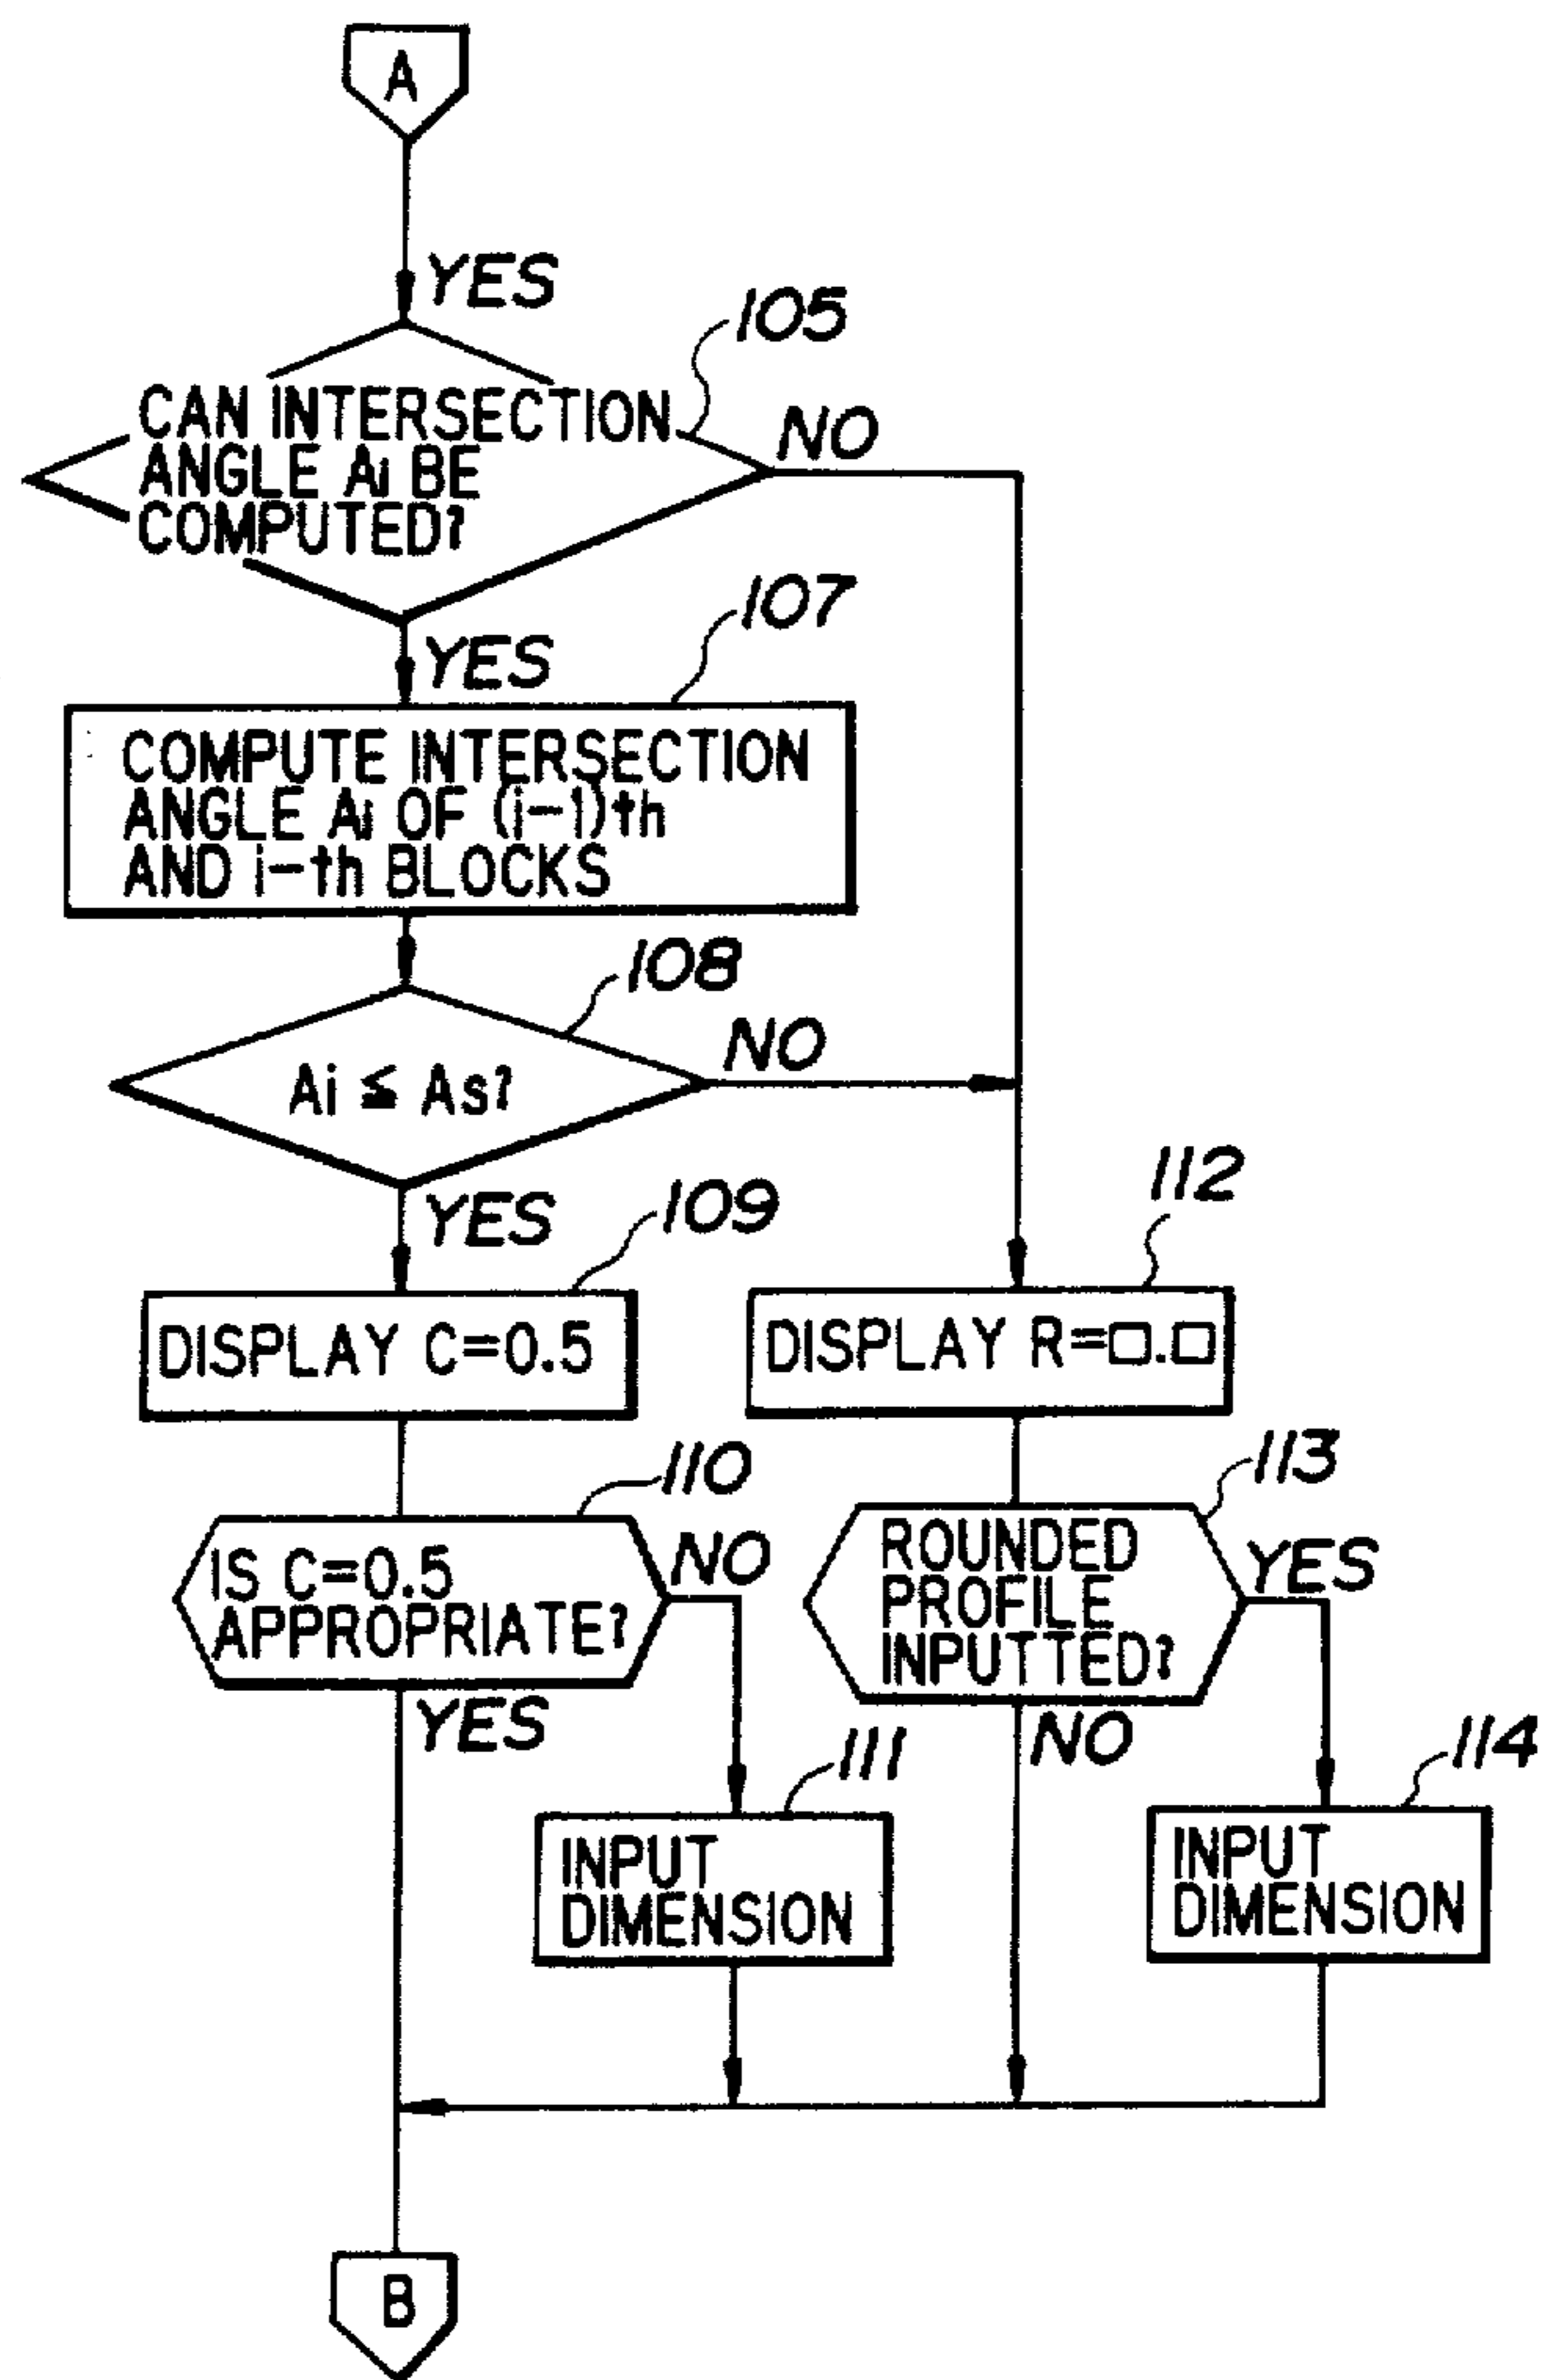 A
YES
105
CAN INTERSECTION
ANGLE Ai BE
COMPUTED?
NO
107
YES
COMPUTE INTERSECTION
ANGLE Ai OF (i-1)th
AND i-th BLOCKS
108
Ai ≦ As?
NO
YES
109
112
DISPLAY C=0.5
DISPLAY R=□.□
110
113
IS C=0.5
APPROPRIATE?
NO
ROUNDED
PROFILE
INPUTTED?
YES
YES
NO
111
114
INPUT
DIMENSION
INPUT
DIMENSION
B